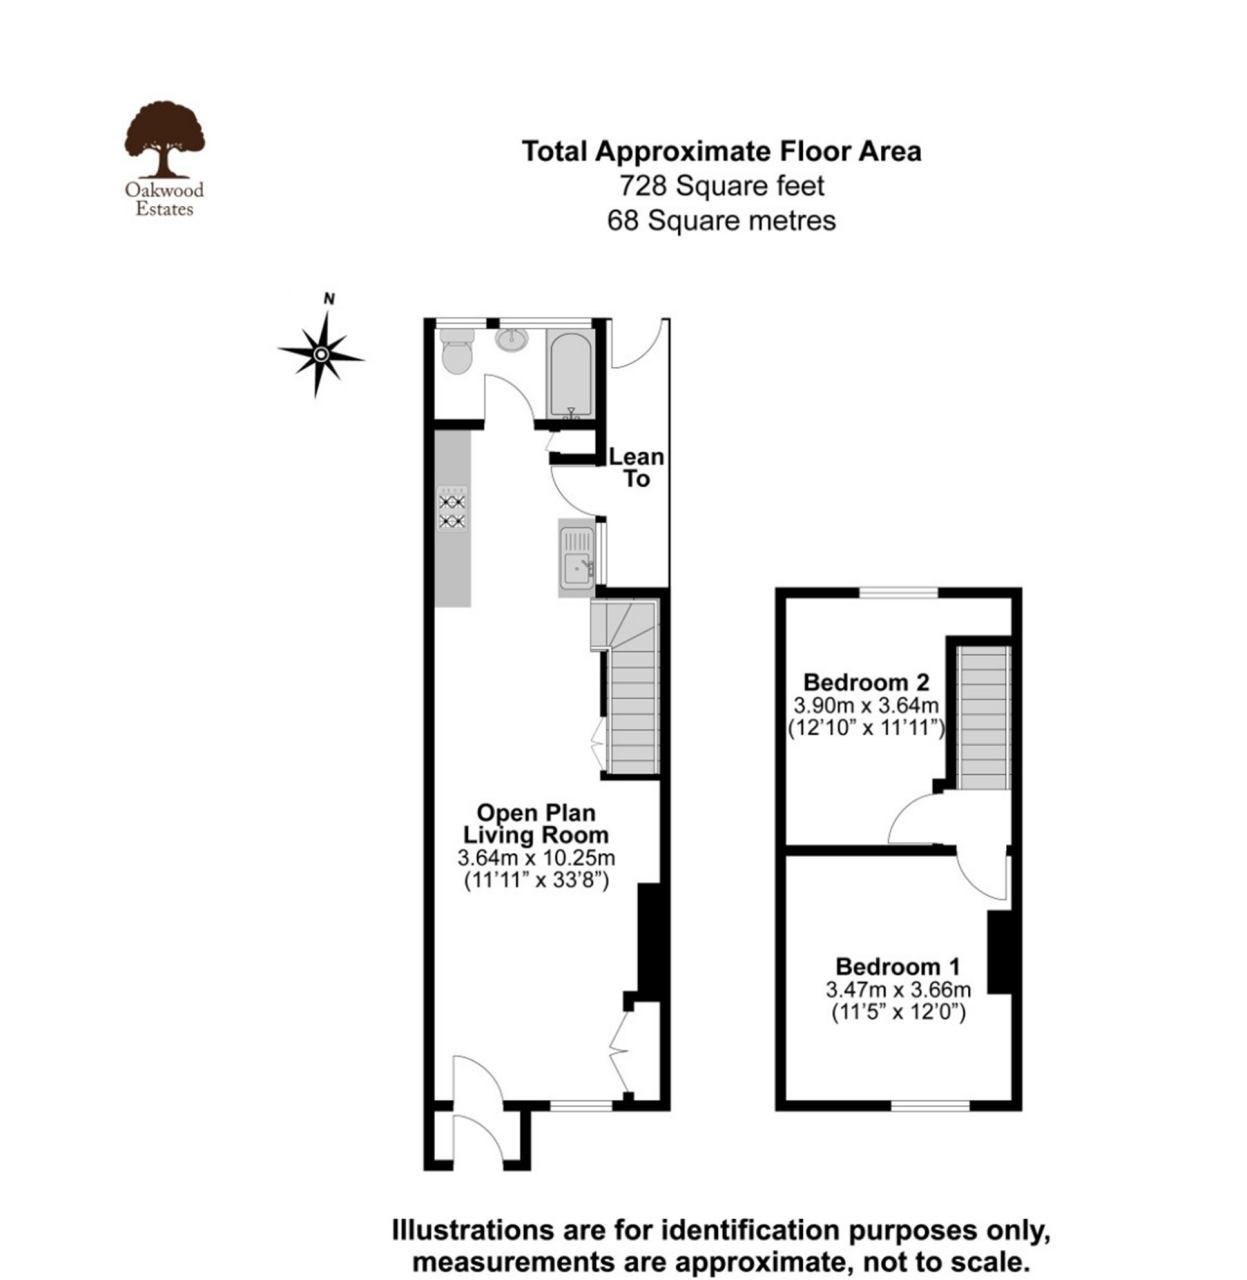 Oakwood
Estates
Total Approximate Floor Area
728 Square feet
68 Square metres
N
Lean
To
Open Plan
Living Room
3.64m x 10.25m
(11’11” x 33’8”)
Bedroom 2
3.90m x 3.64m
(12’10” x 11’11”)
Bedroom 1
3.47m x 3.66m
(11’5” x 12’0”)
Illustrations are for identification purposes only,
measurements are approximate, not to scale.